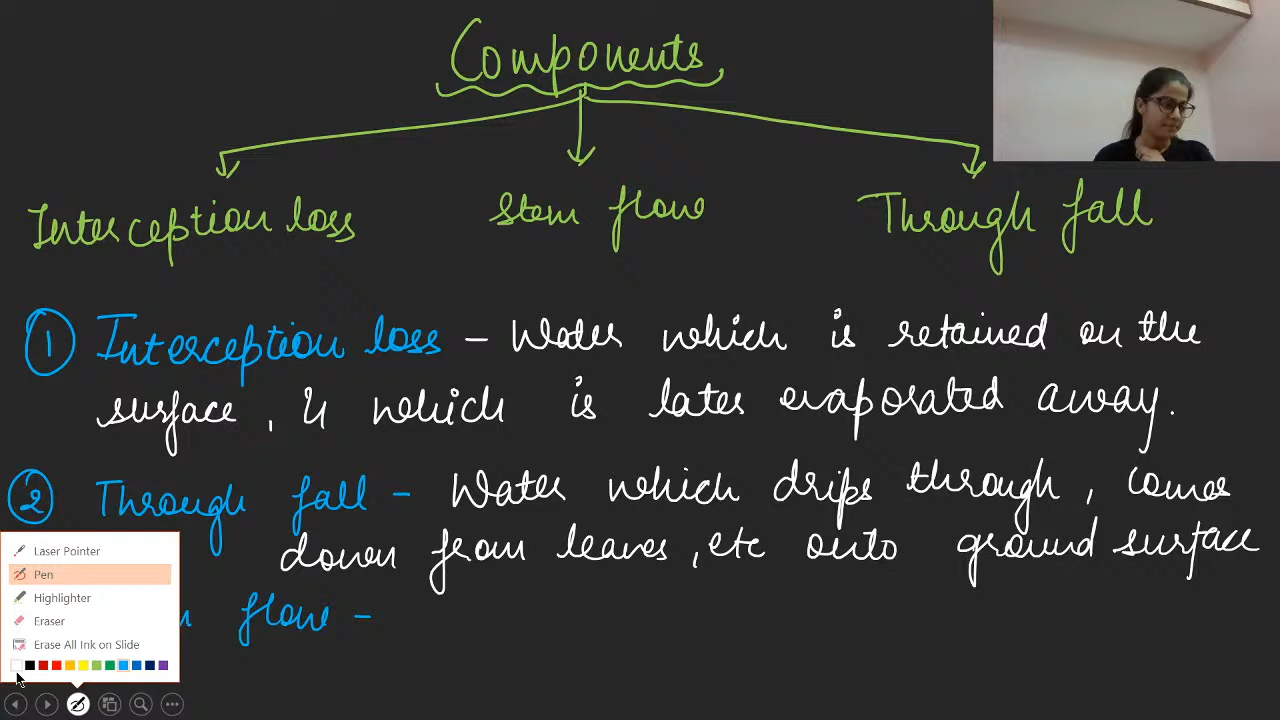 Components
Interception loss
Stem flow
Through fall
1 Interception loss - Water which is retained on the
surface, & which is later evaporated away.
2 Through fall - Water which drips through, comes
down from leaves, etc onto ground surface
flow -
Laser Pointer
Pen
Highlighter
Eraser
Erase All Ink on Slide